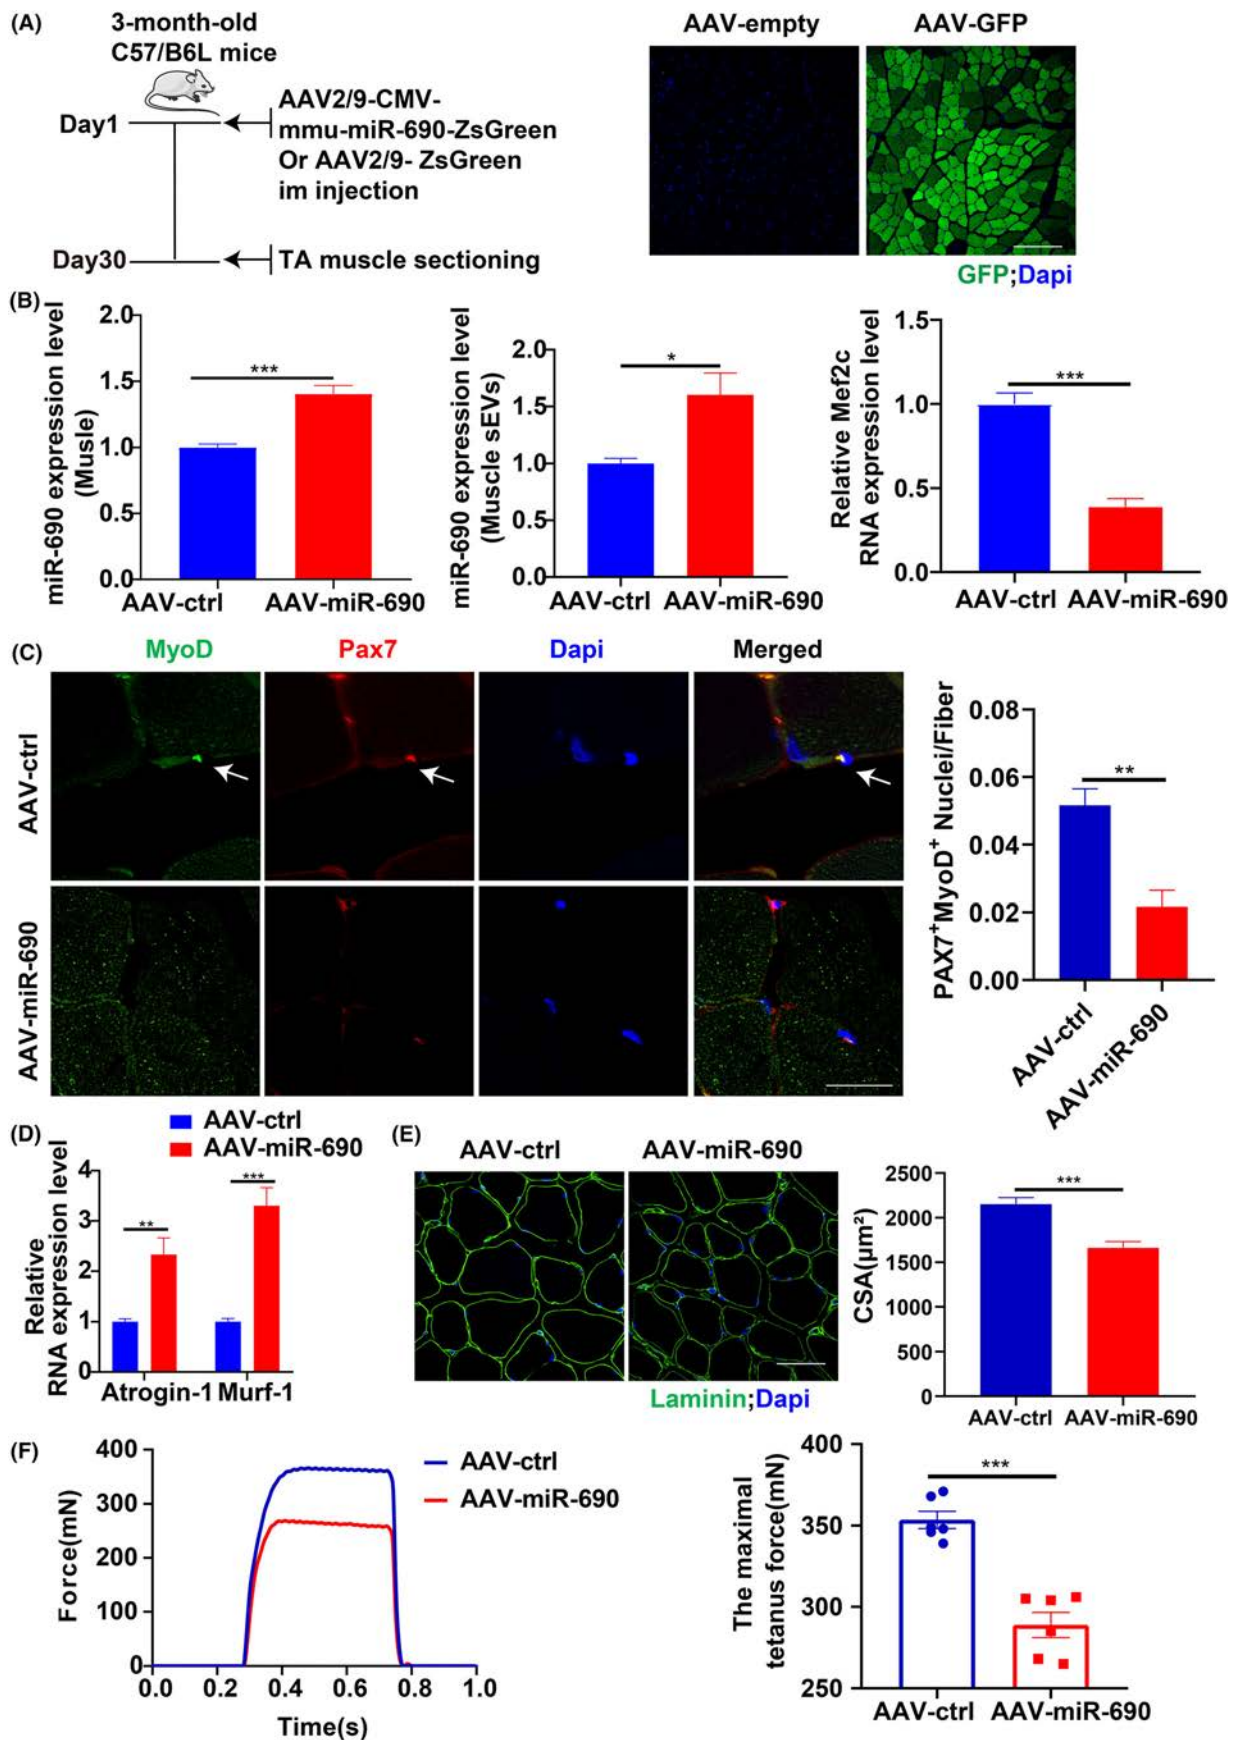 (A)
3-month-old
C57/B6L mice
Day1
AAV2/9-CMV-
mmu-miR-690-ZsGreen
Or AAV2/9- ZsGreen
im injection
Day30
TA muscle sectioning
AAV-empty
AAV-GFP
GFP;Dapi
(B)
miR-690 expression level
(Musle)
2.0
1.5
1.0
0.5
0.0
***
AAV-ctrl
AAV-miR-690
miR-690 expression level
(Muscle sEVs)
2.0
1.5
1.0
0.5
0.0
*
AAV-ctrl
AAV-miR-690
Relative Mef2c
RNA expression level
1.5
1.0
0.5
0.0
***
AAV-ctrl
AAV-miR-690
(C)
MyoD
Pax7
Dapi
Merged
AAV-ctrl
AAV-miR-690
PAX7⁺MyoD⁺ Nuclei/Fiber
0.08
0.06
0.04
0.02
0.00
**
AAV-ctrl
AAV-miR-690
(D)
AAV-ctrl
AAV-miR-690
Relative
RNA expression level
4
3
2
1
0
**
***
Atrogin-1
Murf-1
(E)
AAV-ctrl
AAV-miR-690
Laminin;Dapi
CSA(µm²)
2500
2000
1500
1000
500
0
***
AAV-ctrl
AAV-miR-690
(F)
Force(mN)
400
300
200
100
0
0.0
0.2
0.4
0.6
0.8
1.0
Time(s)
AAV-ctrl
AAV-miR-690
The maximal
tetanus force(mN)
400
350
300
250
***
AAV-ctrl
AAV-miR-690